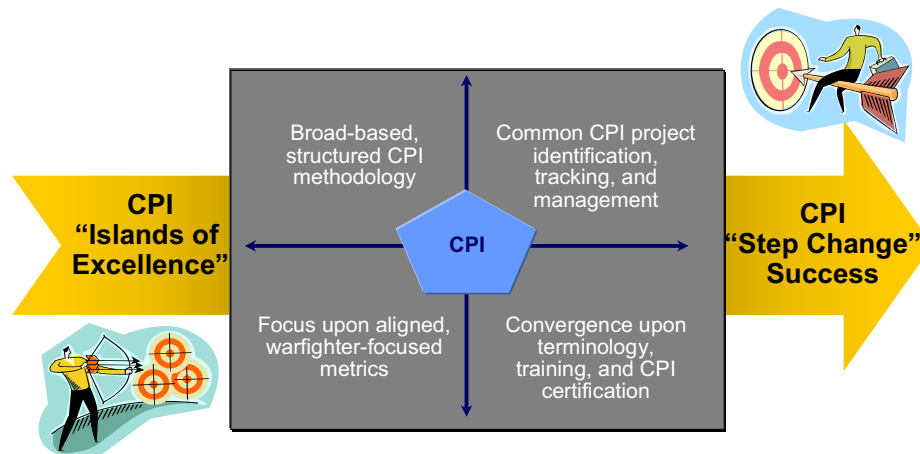 CPI
“Islands of
Excellence”
Broad-based,
structured CPI
methodology
Common CPI project
identification,
tracking, and
management
CPI
Focus upon aligned,
warfighter-focused
metrics
Convergence upon
terminology,
training, and CPI
certification
CPI
“Step Change”
Success